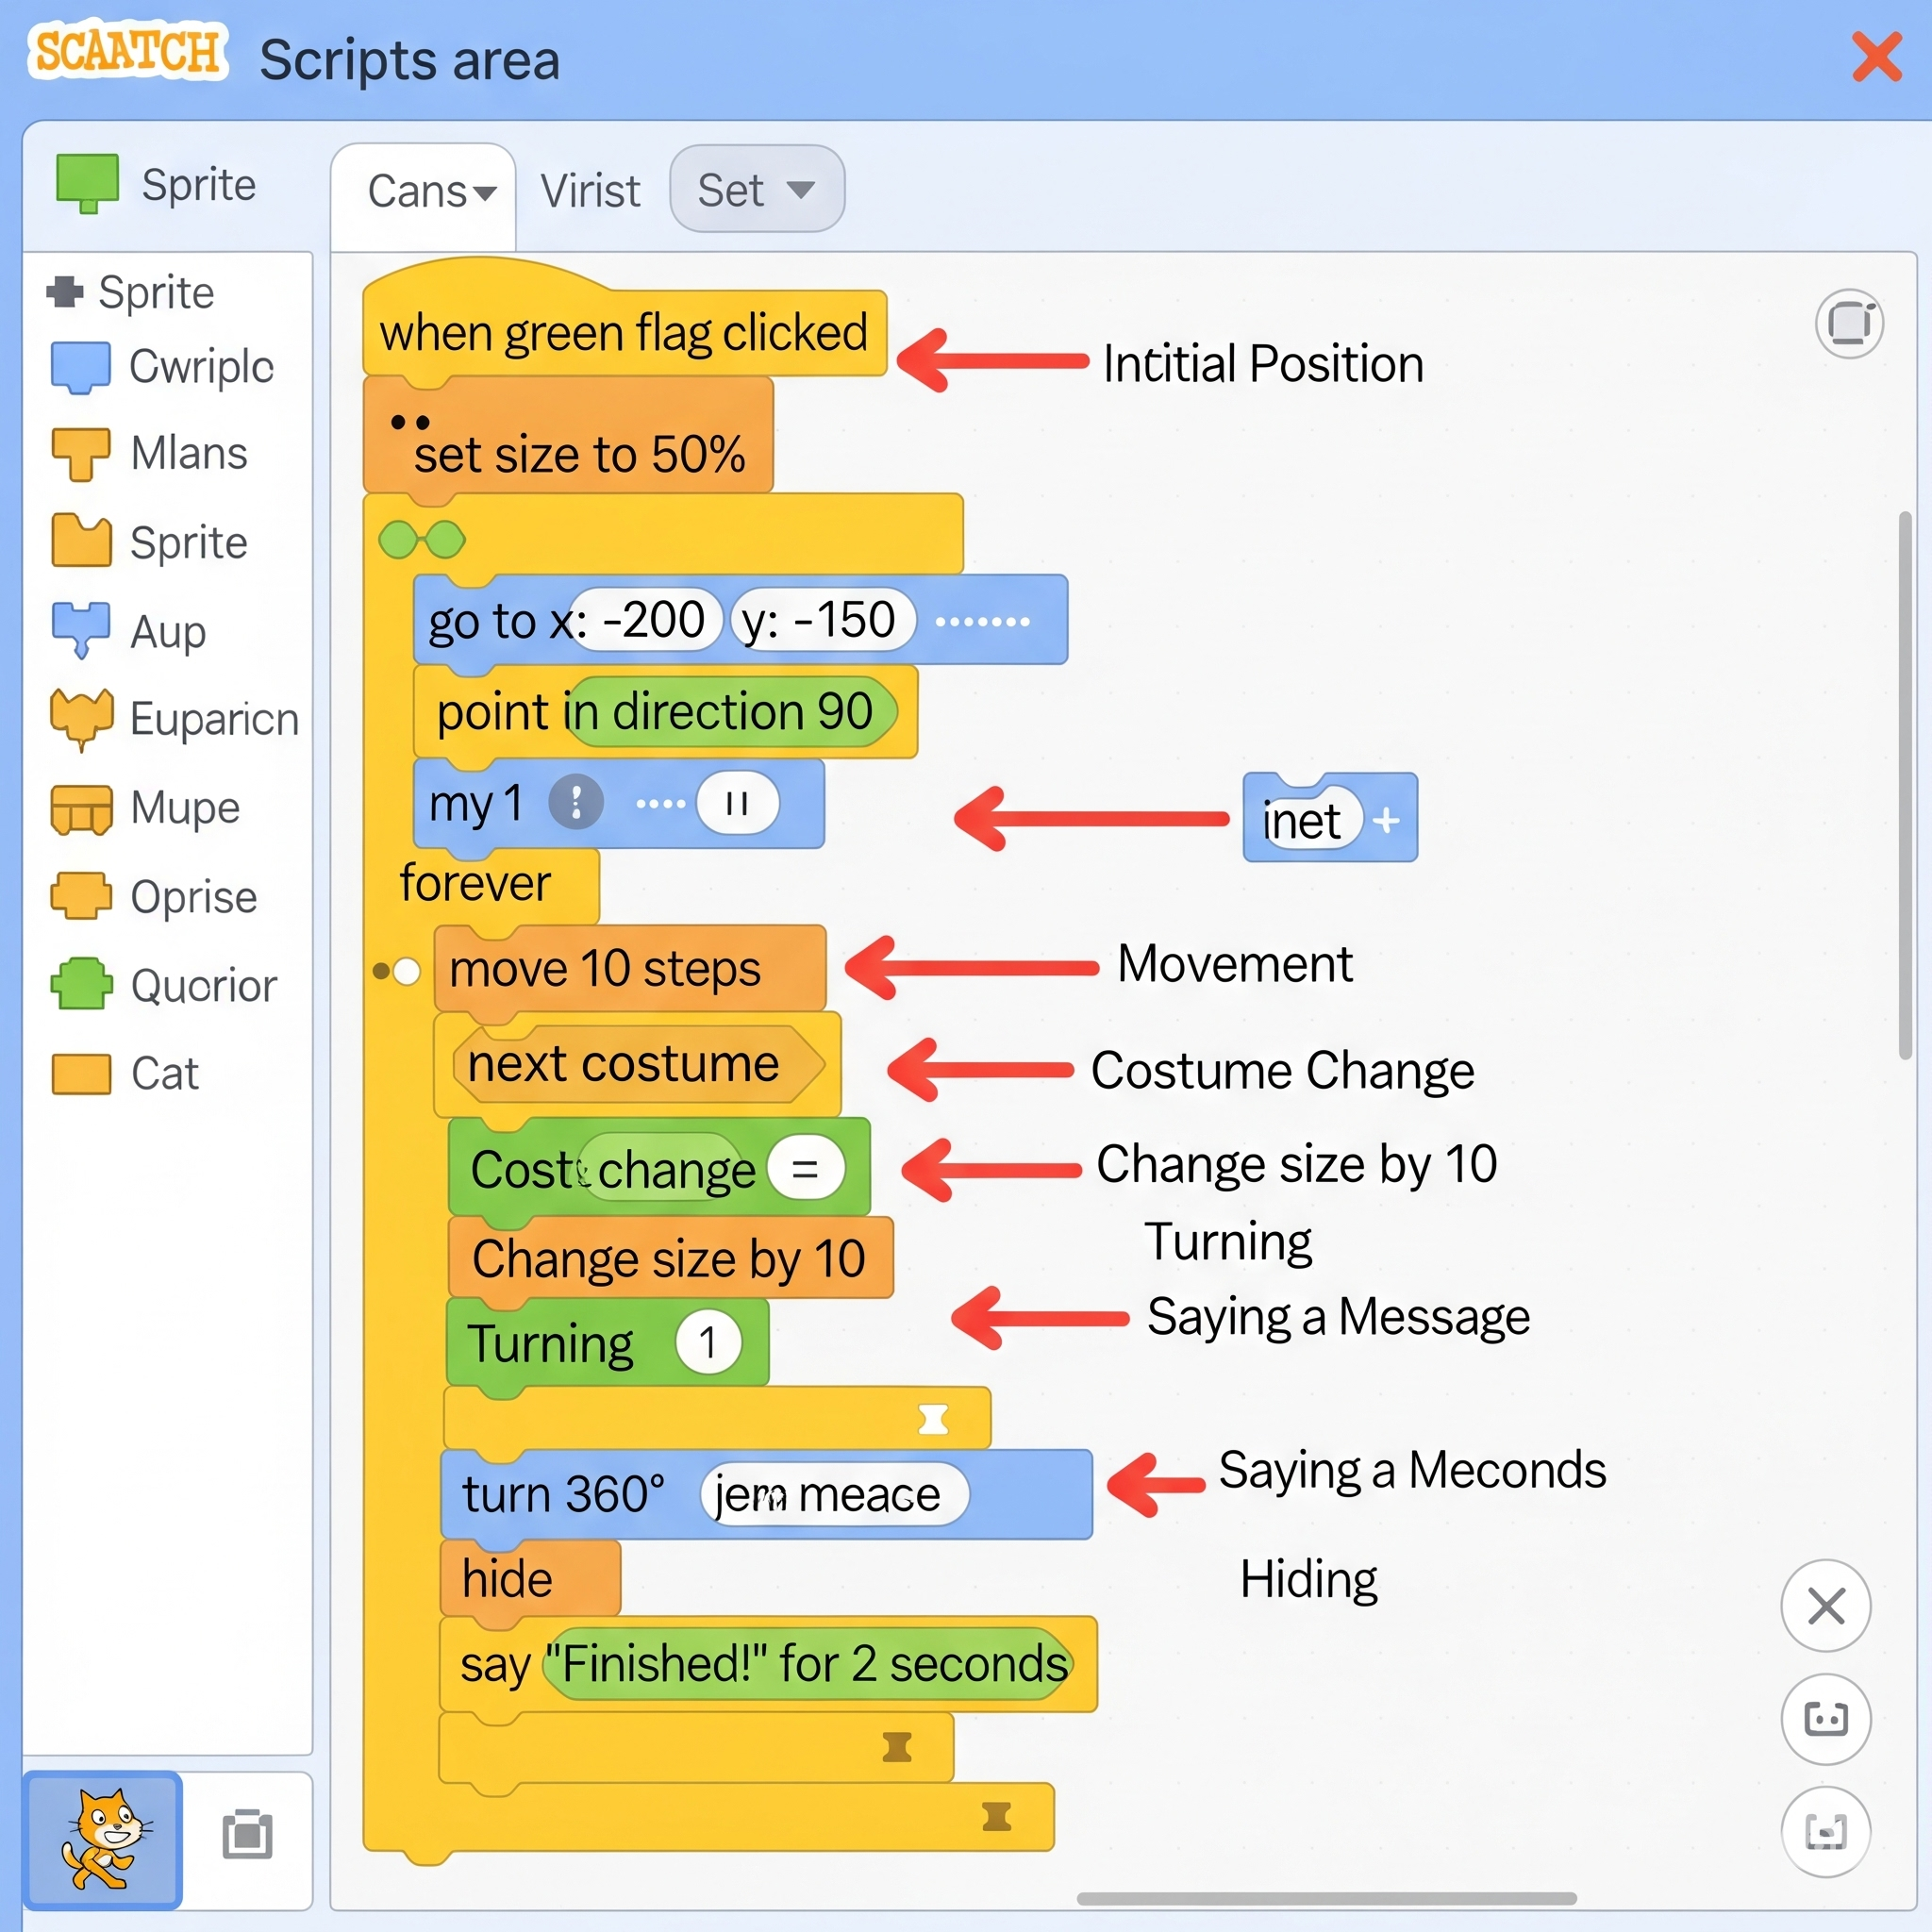 SCAATCH Scripts area
Sprite
Cans Virist Set
Sprite
Cwriplc
Mlans
Sprite
Aup
Euparicn
Mupe
Oprise
Quorior
Cat
when green flag clicked
Intitial Position
set size to 50%
go to x: -200 y: -150
point in direction 90
my 1 ! II
inet +
forever
move 10 steps
Movement
next costume
Costume Change
Cost change =
Change size by 10
Change size by 10
Turning
Turning 1
Saying a Message
turn 360° jem meace
Saying a Meconds
hide
Hiding
say "Finished!" for 2 seconds